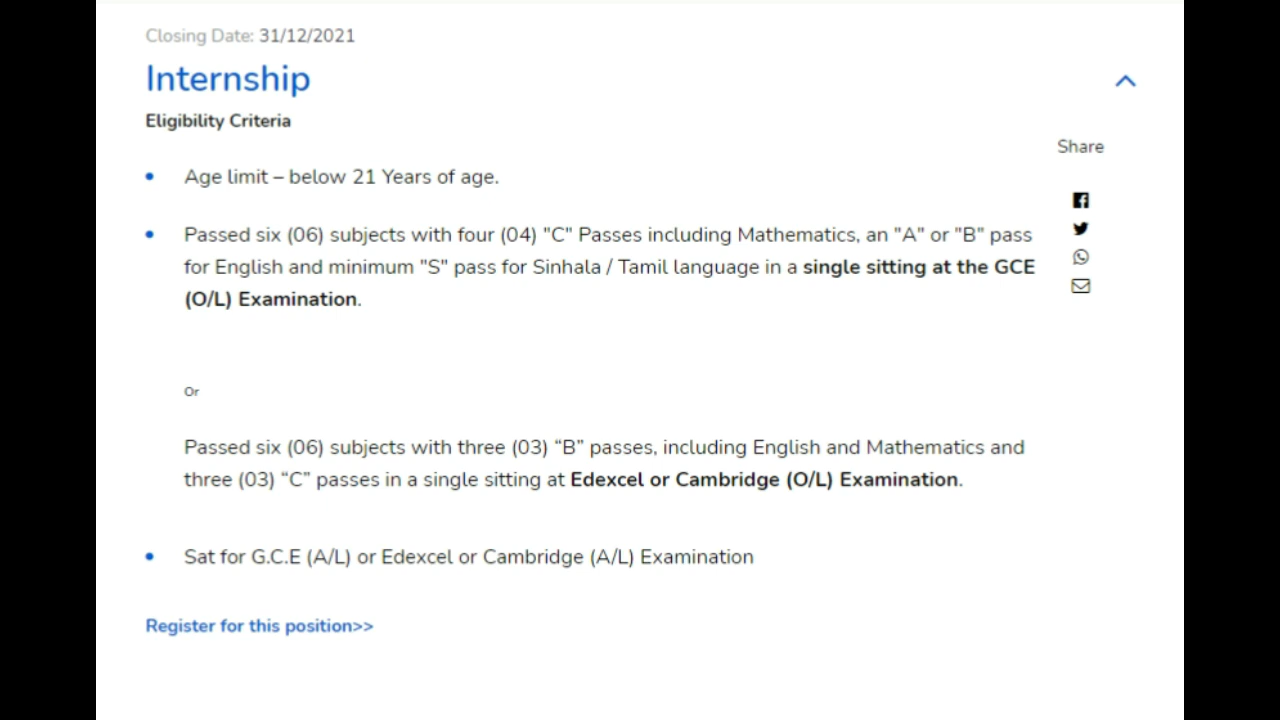 Closing Date: 31/12/2021
Internship
Eligibility Criteria
Share
• Age limit – below 21 Years of age.
• Passed six (06) subjects with four (04) "C" Passes including Mathematics, an "A" or "B" pass
for English and minimum "S" pass for Sinhala / Tamil language in a single sitting at the GCE
(O/L) Examination.
Or
Passed six (06) subjects with three (03) “B” passes, including English and Mathematics and
three (03) “C” passes in a single sitting at Edexcel or Cambridge (O/L) Examination.
• Sat for G.C.E (A/L) or Edexcel or Cambridge (A/L) Examination
Register for this position>>